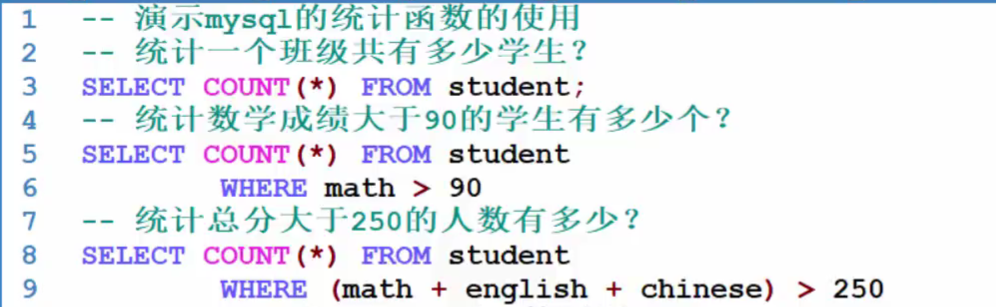 1 -- 演示mysql的统计函数的使用
2 -- 统计一个班级共有多少学生？
3 SELECT COUNT(*) FROM student;
4 -- 统计数学成绩大于90的学生有多少个？
5 SELECT COUNT(*) FROM student
6 WHERE math > 90
7 -- 统计总分大于250的人数有多少？
8 SELECT COUNT(*) FROM student
9 WHERE (math + english + chinese) > 250